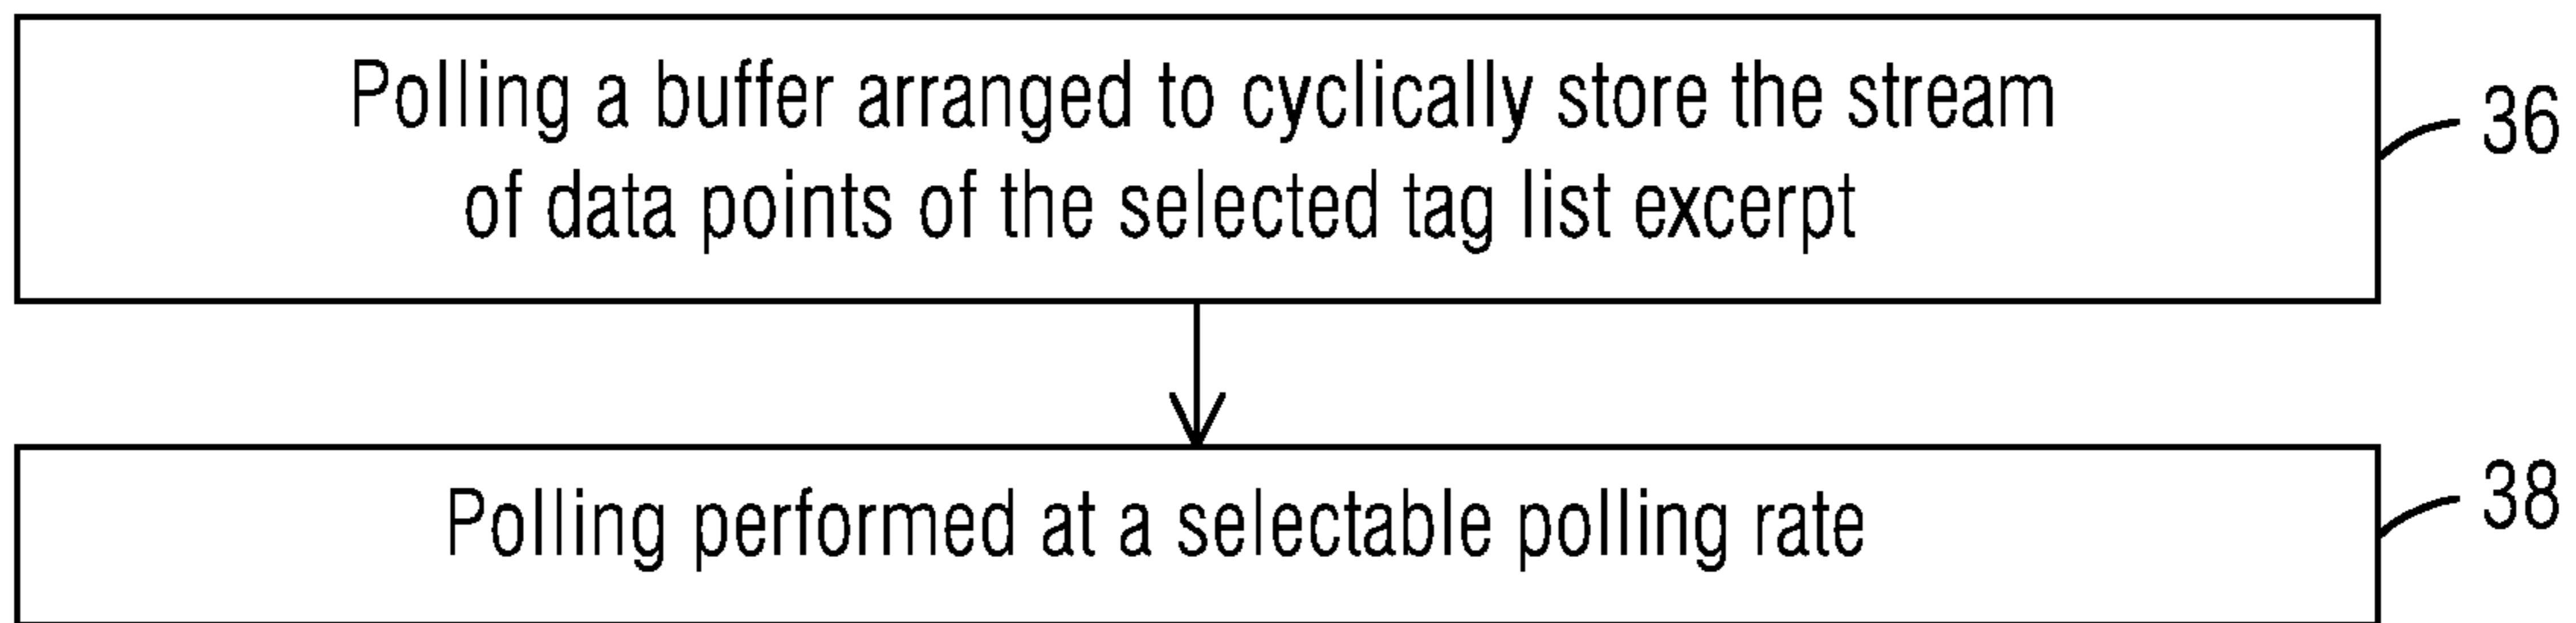 Polling a buffer arranged to cyclically store the stream
of data points of the selected tag list excerpt
36
Polling performed at a selectable polling rate
38